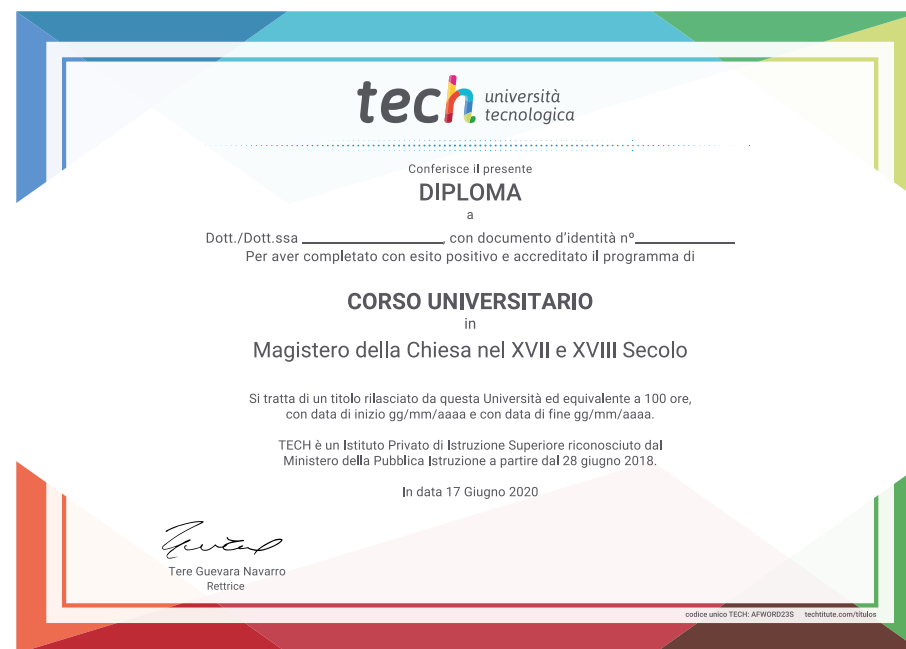 tech università
tecnologica
Conferisce il presente
DIPLOMA
a
Dott./Dott.ssa ____________________, con documento d'identità nº______________
Per aver completato con esito positivo e accreditato il programma di
CORSO UNIVERSITARIO
in
Magistero della Chiesa nel XVII e XVIII Secolo
Si tratta di un titolo rilasciato da questa Università ed equivalente a 100 ore,
con data di inizio gg/mm/aaaa e con data di fine gg/mm/aaaa.
TECH è un Istituto Privato di Istruzione Superiore riconosciuto dal
Ministero della Pubblica Istruzione a partire dal 28 giugno 2018.
In data 17 Giugno 2020
Tere Guevara Navarro
Rettrice
codice unico TECH: AFWORD23S techtitute.com/titulos